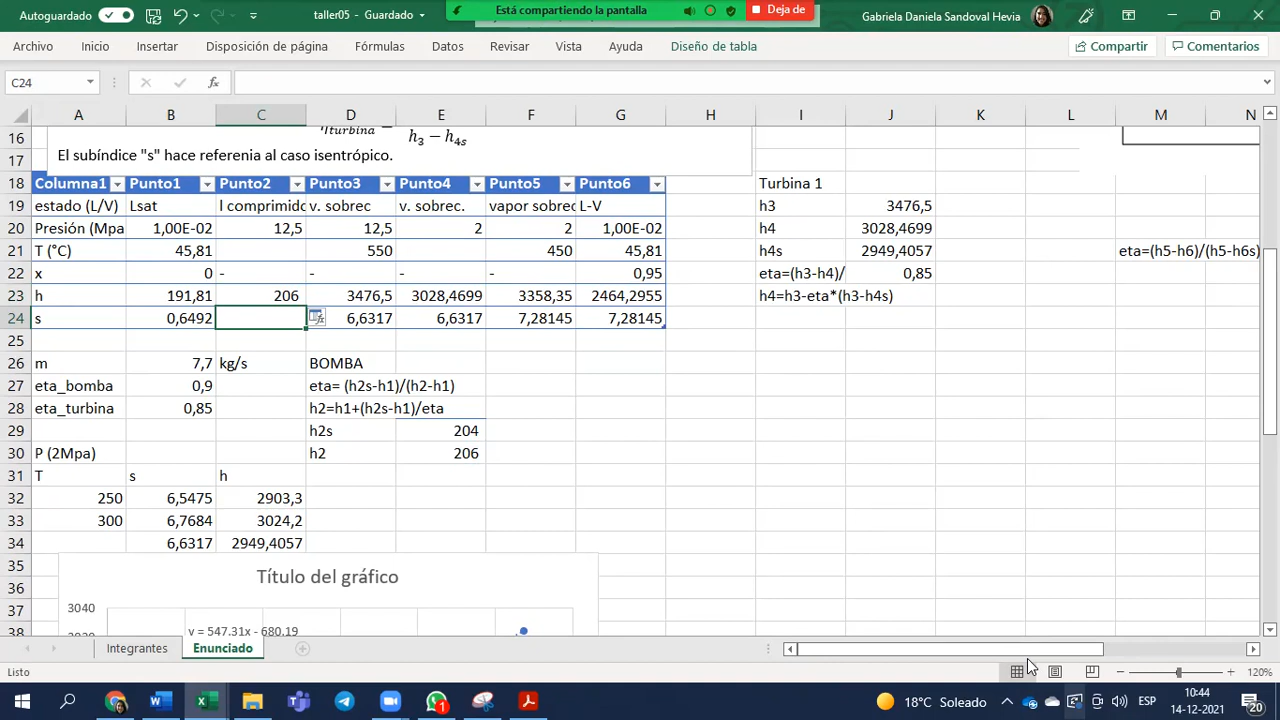 Autoguardado
taller05 - Guardado
Está compartiendo la pantalla
Deja de
Gabriela Daniela Sandoval Hevia
Archivo Inicio Insertar Disposición de página Fórmulas Datos Revisar Vista Ayuda Diseño de tabla Compartir Comentarios
C24 fx
A B C D E F G H I J K L M N
16 h₃ − h₄ₛ
17 El subíndice "s" hace referenia al caso isentrópico.
18 Columna1 Punto1 Punto2 Punto3 Punto4 Punto5 Punto6 Turbina 1
19 estado (L/V) Lsat l comprimido v. sobrec v. sobrec. vapor sobrec L-V h3 3476,5
20 Presión (Mpa 1,00E-02 12,5 12,5 2 2 1,00E-02 h4 3028,4699
21 T (°C) 45,81 550 450 45,81 h4s 2949,4057 eta=(h5-h6)/(h5-h6s)
22 x 0 - - - - 0,95 eta=(h3-h4)/ 0,85
23 h 191,81 206 3476,5 3028,4699 3358,35 2464,2955 h4=h3-eta*(h3-h4s)
24 s 0,6492 6,6317 6,6317 7,28145 7,28145
25
26 m 7,7 kg/s BOMBA
27 eta_bomba 0,9 eta= (h2s-h1)/(h2-h1)
28 eta_turbina 0,85 h2=h1+(h2s-h1)/eta
29 h2s 204
30 P (2Mpa) h2 206
31 T s h
32 250 6,5475 2903,3
33 300 6,7684 3024,2
34 6,6317 2949,4057
35
36 Título del gráfico
37 3040
38 y = 547.31x - 680.19
Integrantes Enunciado
Listo 120%
18°C Soleado ESP 10:44
14-12-2021 20